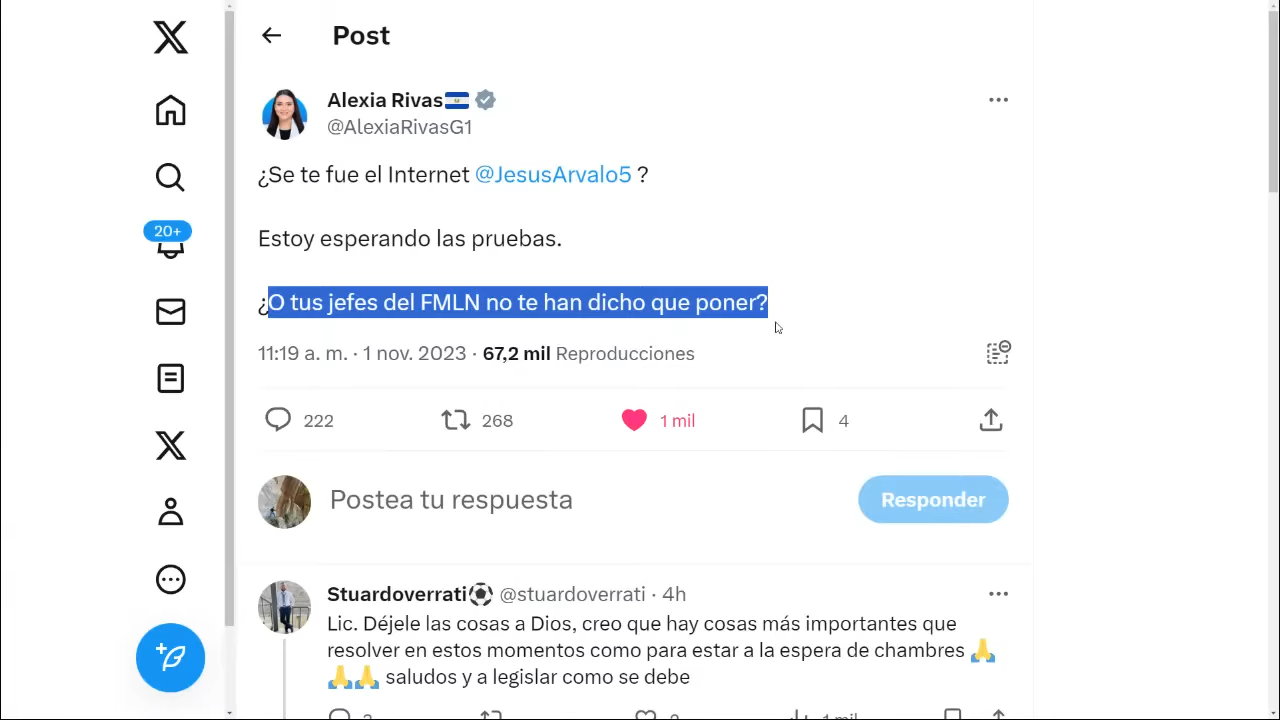 Post
Alexia Rivas
@AlexiaRivasG1
¿Se te fue el Internet @JesusArvalo5 ?
20+
Estoy esperando las pruebas.
¿O tus jefes del FMLN no te han dicho que poner?
11:19 a. m. · 1 nov. 2023 · 67,2 mil Reproducciones
222 268 1 mil 4
Postea tu respuesta
Responder
Stuardoverrati⚽ @stuardoverrati · 4h
Lic. Déjele las cosas a Dios, creo que hay cosas más importantes que
resolver en estos momentos como para estar a la espera de chambres 🙏
🙏🙏 saludos y a legislar como se debe
1 mil